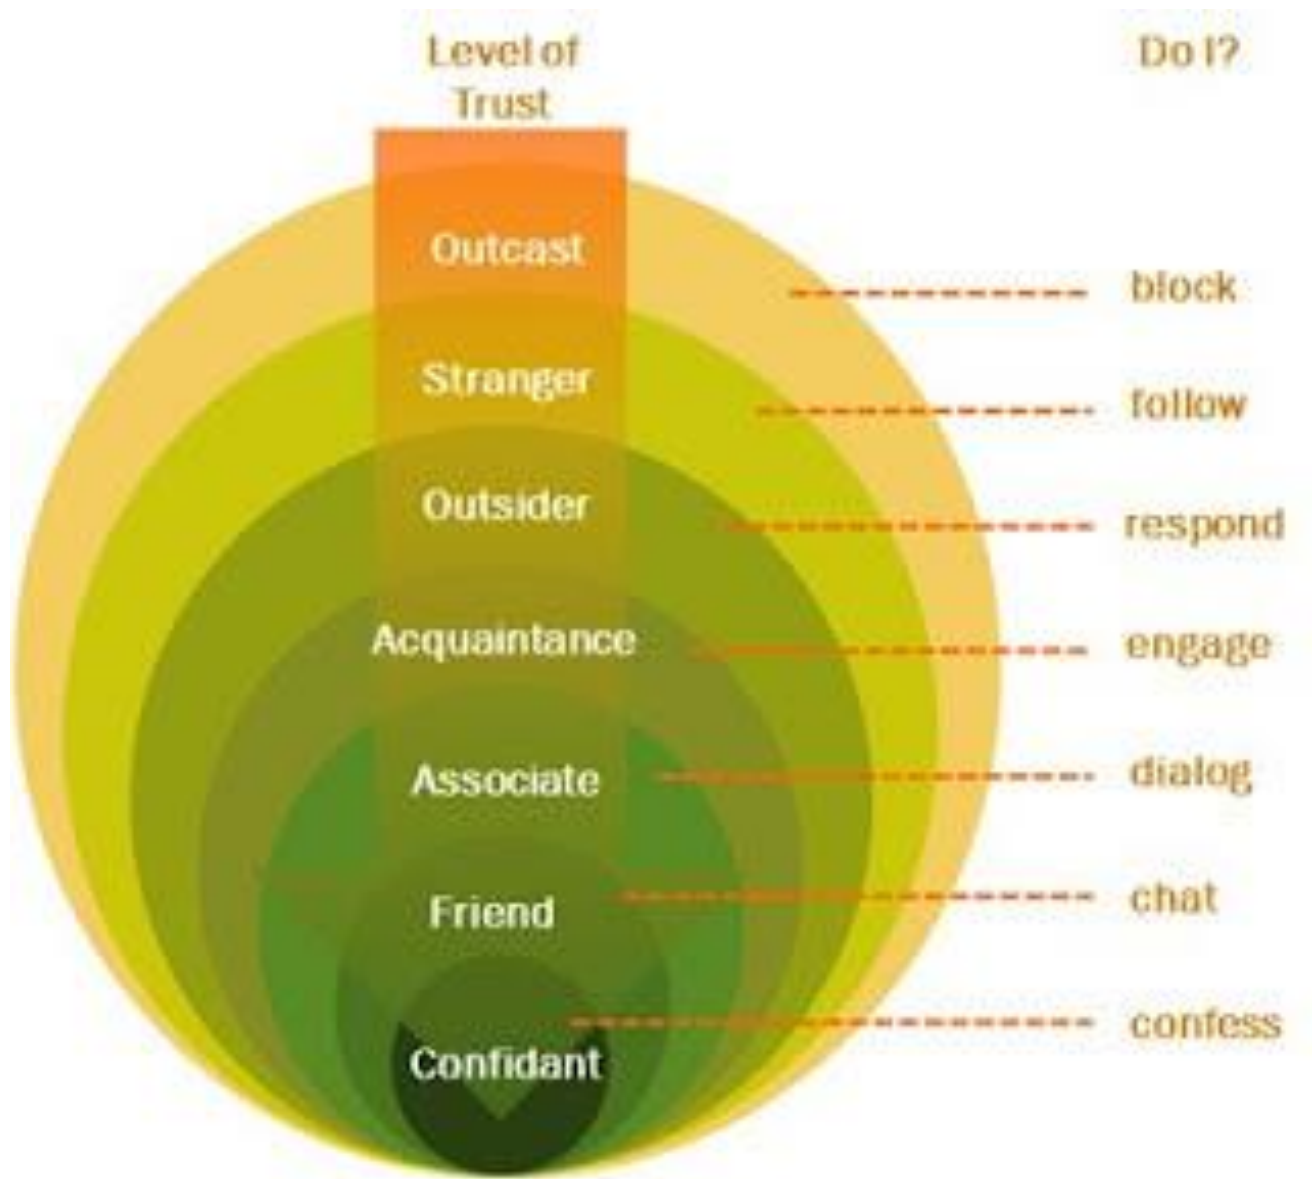 Level of
Trust
Do I?
Outcast
block
Stranger
follow
Outsider
respond
Acquaintance
engage
Associate
dialog
Friend
chat
Confidant
confess